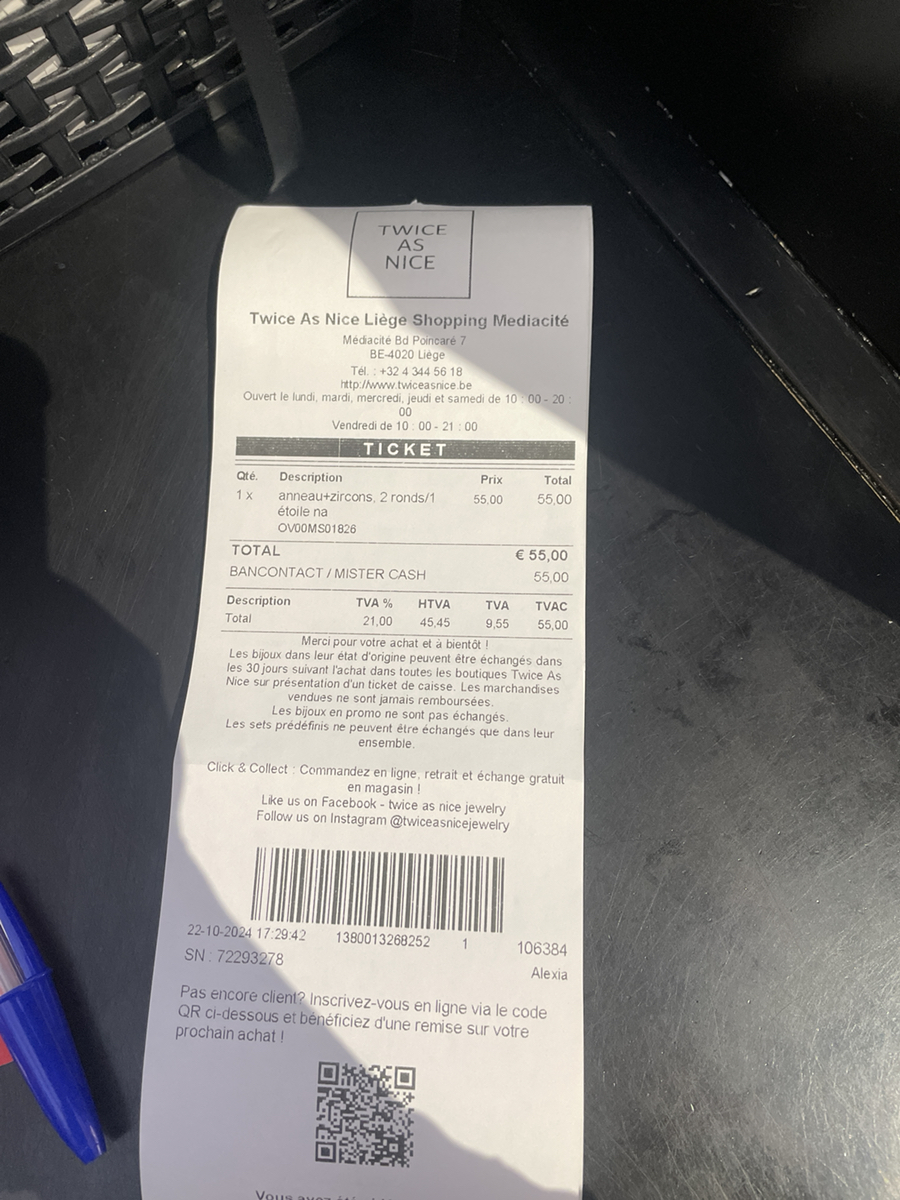 TWICE
AS
NICE
Twice As Nice Liège Shopping Mediacité
Médiacité Bd Poincaré 7
BE-4020 Liège
Tél. : +32 4 344 56 18
http://www.twiceasnice.be
Ouvert le lundi, mardi, mercredi, jeudi et samedi de 10 : 00 - 20 :
00
Vendredi de 10 : 00 - 21 : 00
TICKET
Qté. Description Prix Total
1 x anneau+zircons, 2 ronds/1 55,00 55,00
étoile na
OV00MS01826
TOTAL € 55,00
BANCONTACT / MISTER CASH 55,00
Description TVA % HTVA TVA TVAC
Total 21,00 45,45 9,55 55,00
Merci pour votre achat et à bientôt !
Les bijoux dans leur état d'origine peuvent être échangés dans
les 30 jours suivant l'achat dans toutes les boutiques Twice As
Nice sur présentation d'un ticket de caisse. Les marchandises
vendues ne sont jamais remboursées.
Les bijoux en promo ne sont pas échangés.
Les sets prédéfinis ne peuvent être échangés que dans leur
ensemble.
Click & Collect : Commandez en ligne, retrait et échange gratuit
en magasin !
Like us on Facebook - twice as nice jewelry
Follow us on Instagram @twiceasnicejewelry
22-10-2024 17:29:42 1380013268252 1 106384
SN : 72293278 Alexia
Pas encore client? Inscrivez-vous en ligne via le code
QR ci-dessous et bénéficiez d'une remise sur votre
prochain achat !
Vous